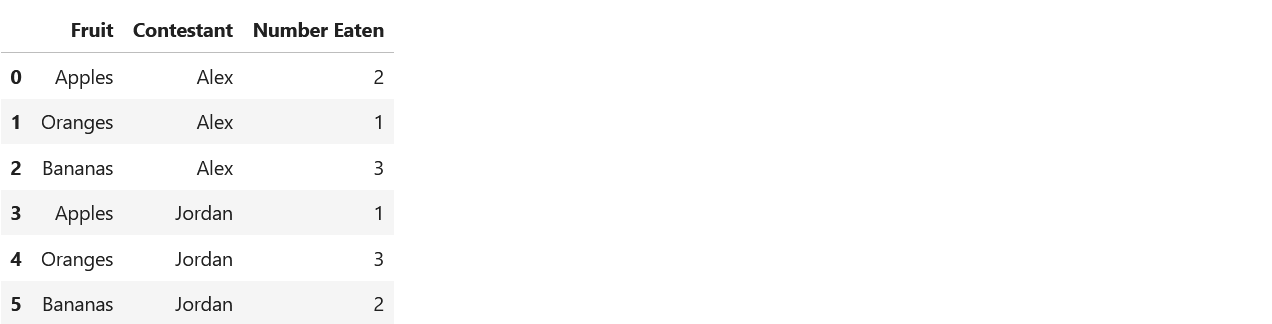 Fruit Contestant Number Eaten
0 Apples Alex 2
1 Oranges Alex 1
2 Bananas Alex 3
3 Apples Jordan 1
4 Oranges Jordan 3
5 Bananas Jordan 2